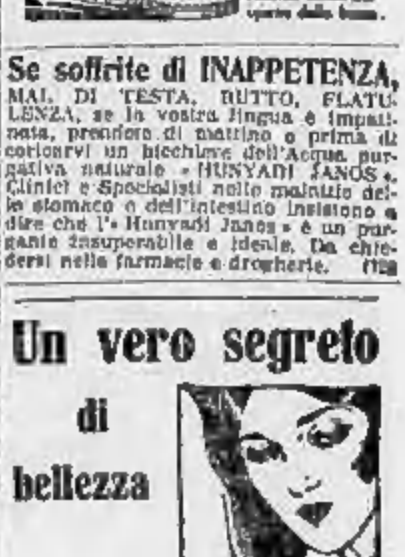 sporto della bocca.
Se soffrite di INAPPETENZA,
MAL DI TESTA, RUTTO, FLATU-
LENZA, se la vostra lingua è impati-
nata, prendete di mattino o prima di
coricarvi un bicchiere dell'Acqua pur-
gativa naturale «HUNYADI JANOS».
Clinici e Specialisti nelle malattie del-
lo stomaco e dell'intestino insistono a
dire che l'«Hunyadi Janos» è un pur-
gante insuperabile e ideale. Da chie-
dersi nelle farmacie e drogherie.
Un vero segreto
di
bellezza